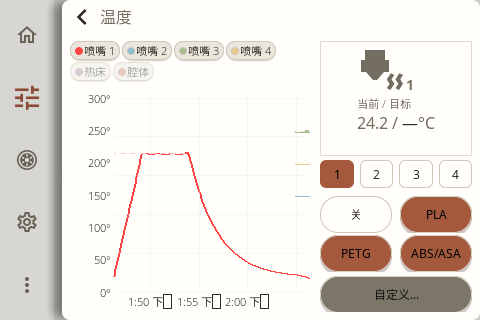 温度
喷嘴 1 喷嘴 2 喷嘴 3 喷嘴 4
热床 腔体
300°
250°
200°
150°
100°
50°
0°
1:50 下 1:55 下 2:00 下
1
当前 / 目标
24.2 / —°C
1 2 3 4
关 PLA
PETG ABS/ASA
自定义...